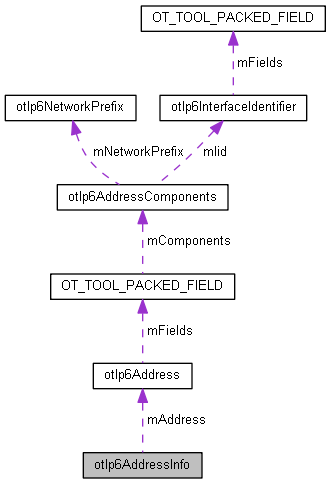 OT_TOOL_PACKED_FIELD
mFields
otIp6NetworkPrefix
otIp6InterfaceIdentifier
mNetworkPrefix
mIid
otIp6AddressComponents
mComponents
OT_TOOL_PACKED_FIELD
mFields
otIp6Address
mAddress
otIp6AddressInfo